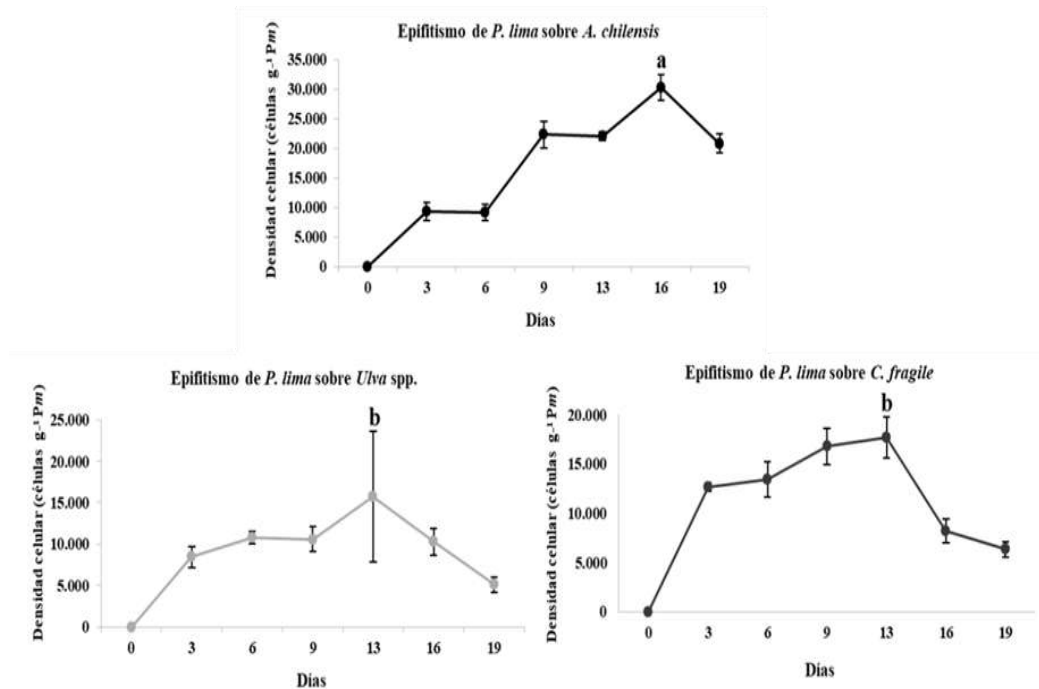 Epifitismo de P. lima sobre A. chilensis
Densidad celular (células g-¹ Pm)
35.000
30.000
25.000
20.000
15.000
10.000
5.000
0
a
0 3 6 9 13 16 19
Días
Epifitismo de P. lima sobre Ulva spp.
Densidad celular (células g-¹ Pm)
25.000
20.000
15.000
10.000
5.000
0
b
0 3 6 9 13 16 19
Días
Epifitismo de P. lima sobre C. fragile
Densidad celular (células g-¹ Pm)
20.000
15.000
10.000
5.000
0
b
0 3 6 9 13 16 19
Días